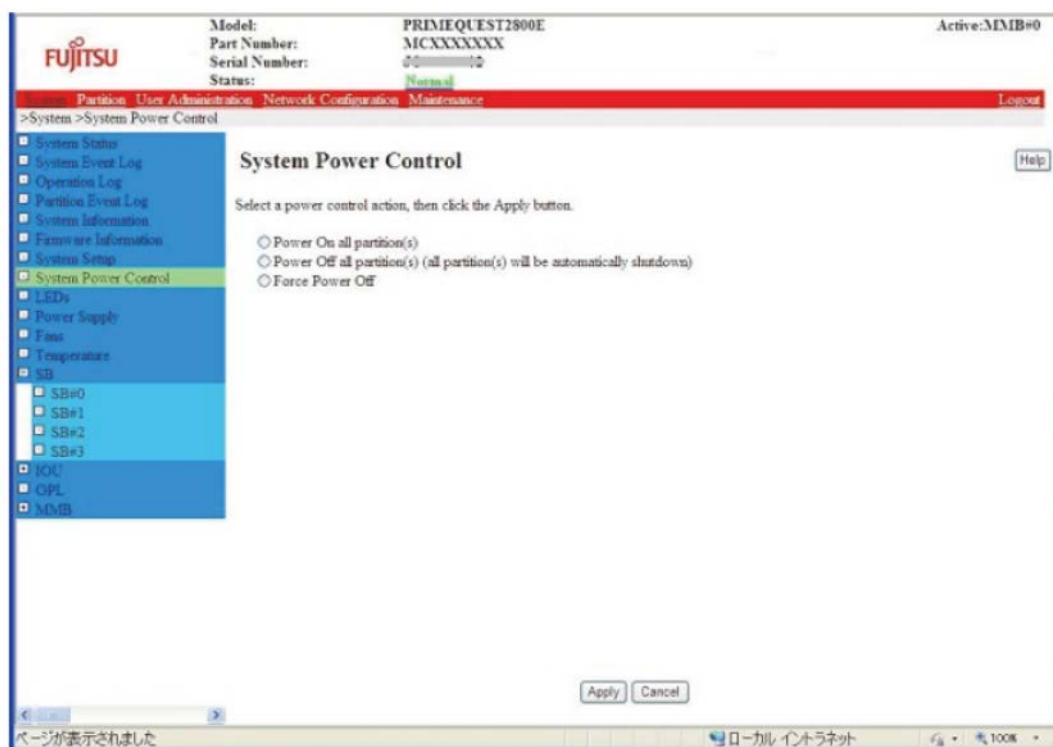 FUJITSU
Model: PRIMEQUEST2800E
Part Number: MCXXXXXXX
Serial Number:
Status: Normal
Active:MMB#0
System Partition User Administration Network Configuration Maintenance Logout
>System >System Power Control
System Status
System Event Log
Operation Log
Partition Event Log
System Information
Firmware Information
System Setup
System Power Control
LEDs
Power Supply
Fans
Temperature
SB
SB#0
SB#1
SB#2
SB#3
IOU
OPL
MMB
System Power Control
Help
Select a power control action, then click the Apply button.
Power On all partition(s)
Power Off all partition(s) (all partition(s) will be automatically shutdown)
Force Power Off
Apply Cancel
ページが表示されました
ローカル イントラネット
100%